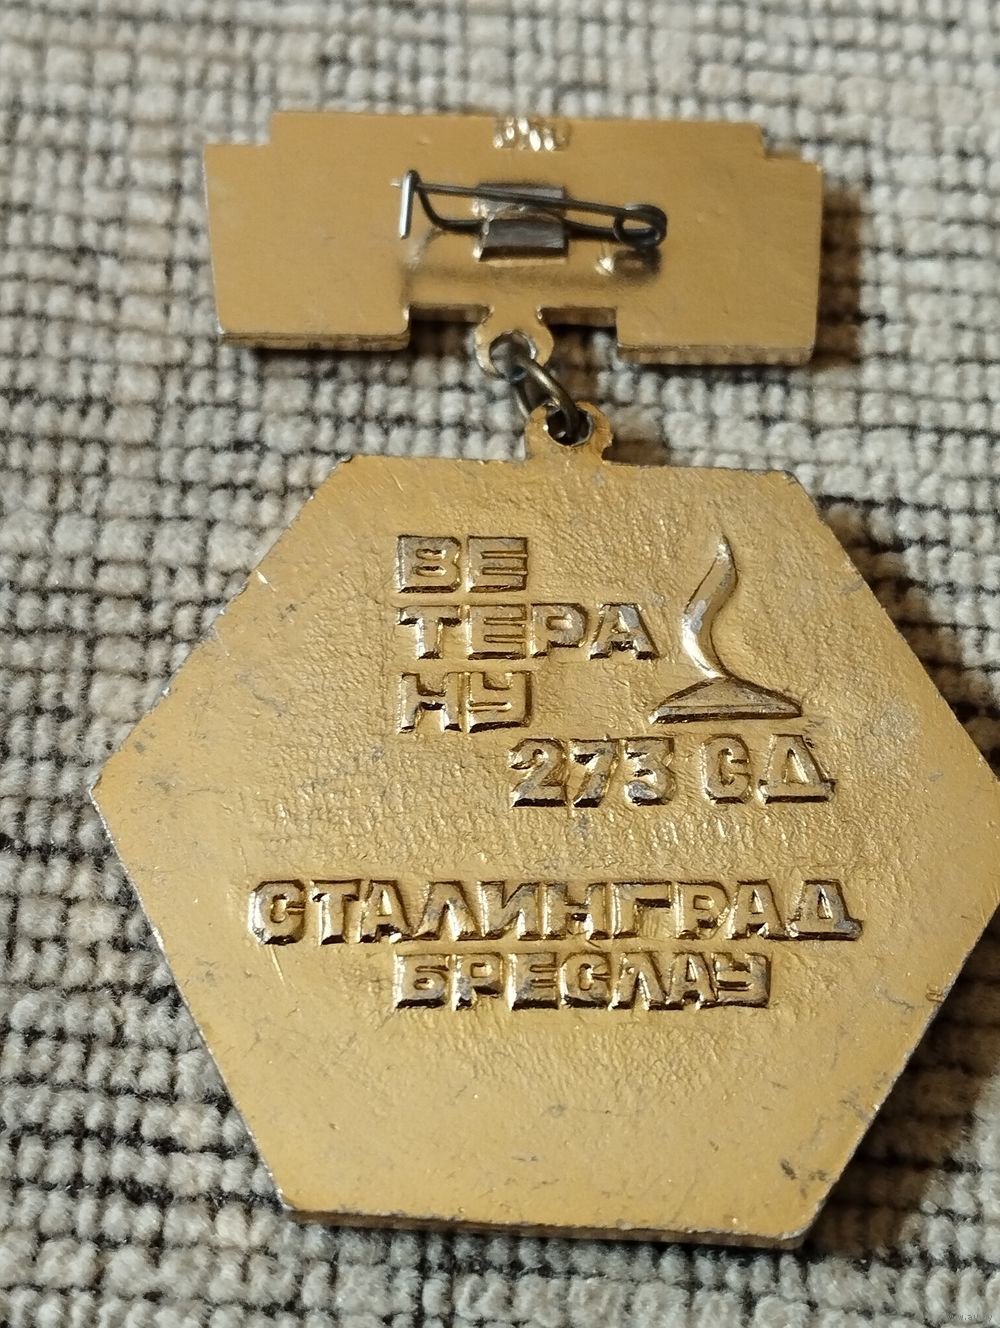 ВЕ
ТЕРА
НУ
273 СД
СТАЛИНГРАД
БРЕСЛАУ